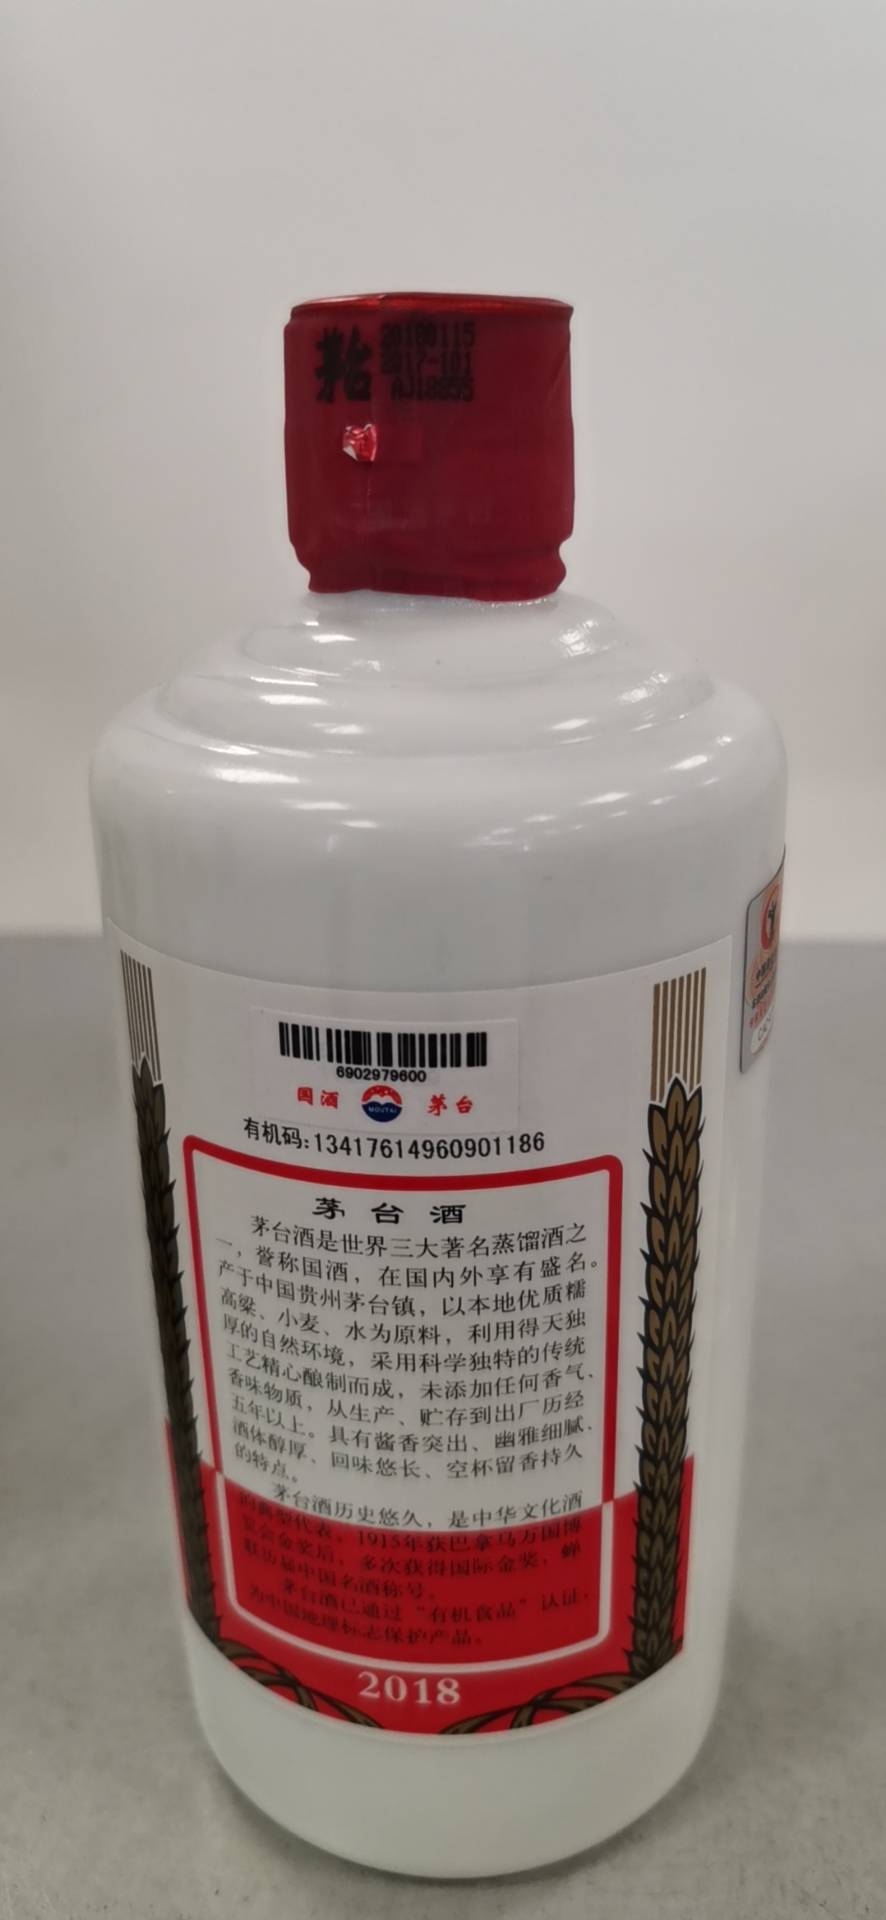 茅台
20180115
2017-101
AJ18855
6902979600
国酒 MOUTAI 茅台
有机码:13417614960901186
茅台酒
茅台酒是世界三大著名蒸馏酒之
一，誉称国酒，在国内外享有盛名。
产于中国贵州茅台镇，以本地优质糯
高粱、小麦、水为原料，利用得天独
厚的自然环境，采用科学独特的传统
工艺精心酿制而成，未添加任何香气、
香味物质，从生产、贮存到出厂历经
五年以上。具有酱香突出、幽雅细腻、
酒体醇厚、回味悠长、空杯留香持久
的特点。
茅台酒历史悠久，是中华文化酒
的典型代表。1915年获巴拿马万国博
览会金奖后，多次获得国际金奖，蝉
联历届中国名酒称号。
茅台酒已通过“有机食品”认证，
为中国地理标志保护产品。
2018